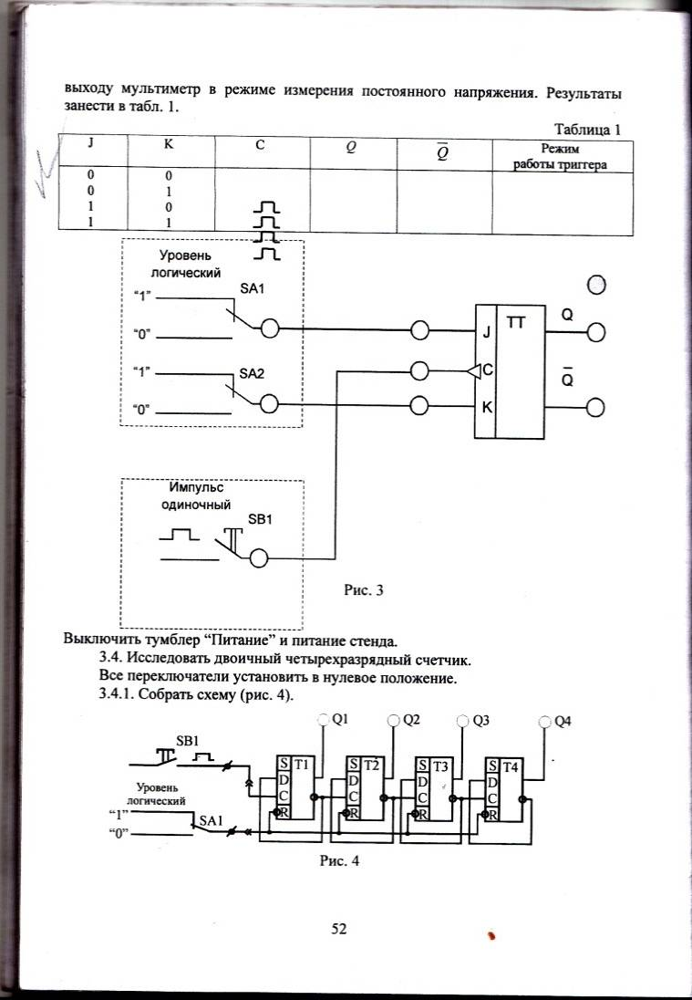 выходу мультиметр в режиме измерения постоянного напряжения. Результаты
занести в табл. 1.
Таблица 1
J K C Q Q̅ Режим
работы триггера
0 0
0 1
1 0
1 1
Уровень
логический
SA1
“1”
“0”
“1”
SA2
“0”
J TT Q
C Q̅
K
Импульс
одиночный
SB1
Рис. 3
Выключить тумблер “Питание” и питание стенда.
3.4. Исследовать двоичный четырехразрядный счетчик.
Все переключатели установить в нулевое положение.
3.4.1. Собрать схему (рис. 4).
Q1 Q2 Q3 Q4
SB1
S T1 S T2 S T3 S T4
D D D D
C C C C
R R R R
Уровень
логический
“1”
SA1
“0”
Рис. 4
52